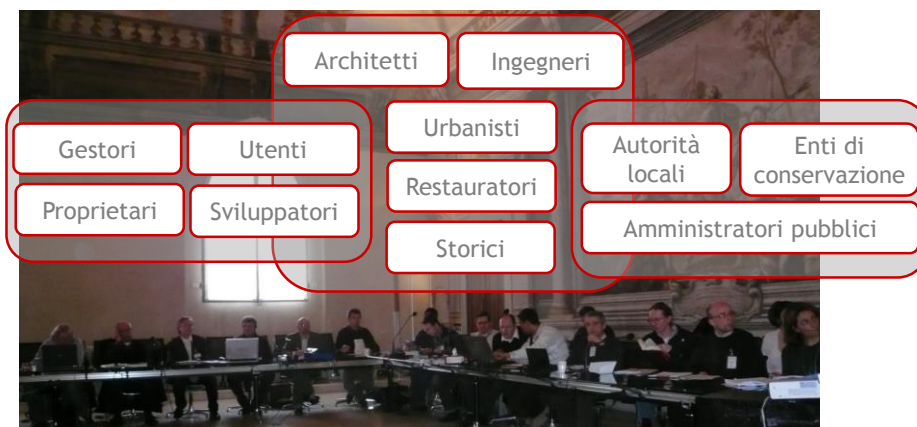 Architetti
Ingegneri
Gestori
Utenti
Proprietari
Sviluppatori
Urbanisti
Restauratori
Storici
Autorità
locali
Enti di
conservazione
Amministratori pubblici